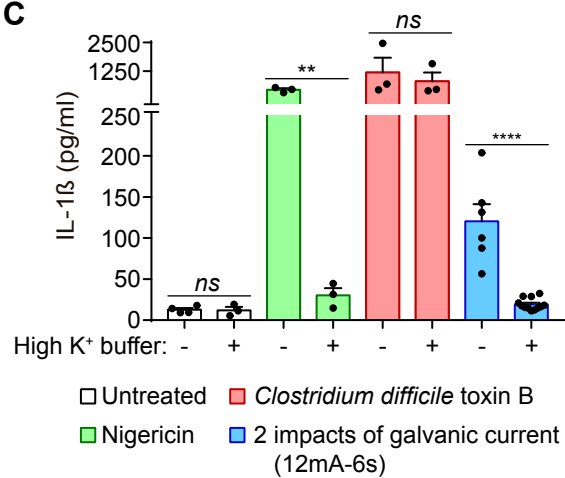 C
IL-1ß (pg/ml)
2500
1250
250
200
150
100
50
0
ns
**
ns
****
High K⁺ buffer: - + - + - + - +
Untreated
Clostridium difficile toxin B
Nigericin
2 impacts of galvanic current
(12mA-6s)